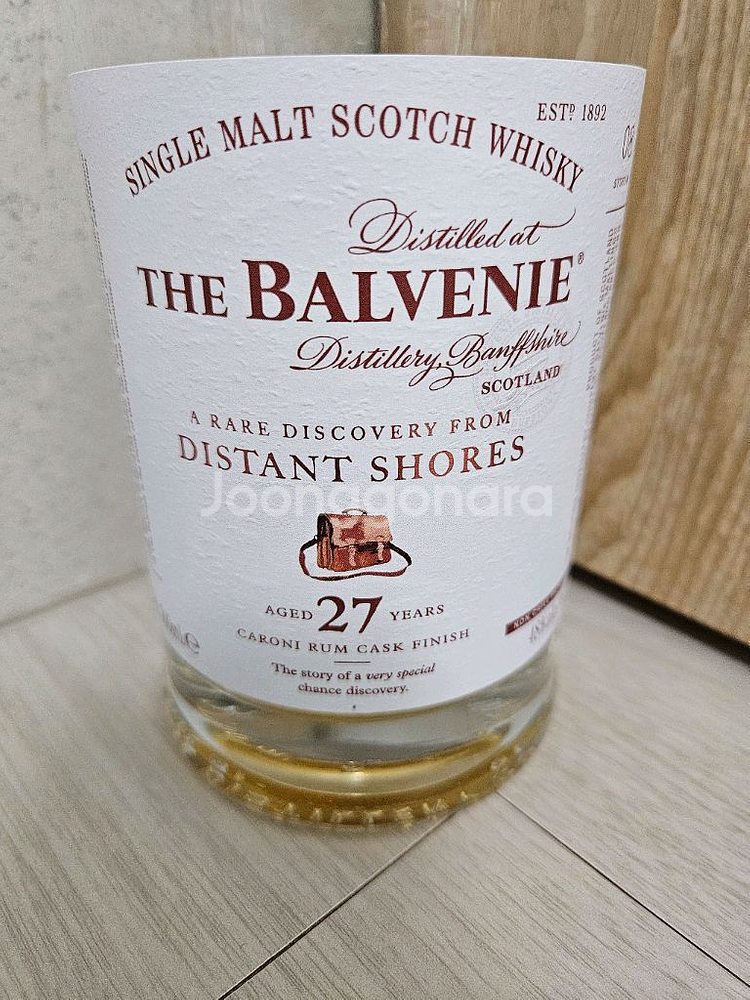 ESTD 1892
SINGLE MALT SCOTCH WHISKY
Distilled at
THE BALVENIE®
Distillery, Banffshire
SCOTLAND
A RARE DISCOVERY FROM
DISTANT SHORES
Joonggonara
AGED 27 YEARS
CARONI RUM CASK FINISH
The story of a very special
chance discovery.